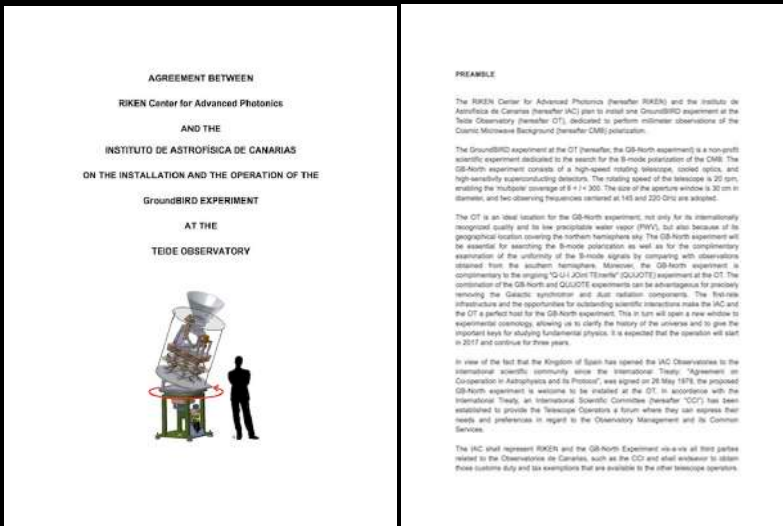 AGREEMENT BETWEEN
RIKEN Center for Advanced Photonics
AND THE
INSTITUTO DE ASTROFÍSICA DE CANARIAS
ON THE INSTALLATION AND THE OPERATION OF THE
GroundBIRD EXPERIMENT
AT THE
TEIDE OBSERVATORY
PREAMBLE
The RIKEN Center for Advanced Photonics (hereafter RIKEN) and the Instituto de
Astrofísica de Canarias (hereafter IAC) plan to install one GroundBIRD experiment at the
Teide Observatory (hereafter OT), dedicated to perform millimeter observations of the
Cosmic Microwave Background (hereafter CMB) polarization.
The GroundBIRD experiment at the OT (hereafter, the GB-North experiment) is a non-profit
scientific experiment dedicated to the search for the B-mode polarization of the CMB. The
GB-North experiment consists of a high-speed rotating telescope, cooled optics, and
high-sensitivity superconducting detectors. The rotating speed of the telescope is 20 rpm,
enabling the 'multipole' coverage of 6 < l < 300. The size of the aperture window is 30 cm in
diameter, and two observing frequencies centered at 145 and 220 GHz are adopted.
The OT is an ideal location for the GB-North experiment, not only for its internationally
recognized quality and its low precipitable water vapor (PWV), but also because of its
geographical location covering the northern hemisphere sky. The GB-North experiment will
be essential for searching the B-mode polarization as well as for the complimentary
examination of the uniformity of the B-mode signals by comparing with observations
obtained from the southern hemisphere. Moreover, the GB-North experiment is
complimentary to the ongoing "Q-U-I JOint TEnerife" (QUIJOTE) experiment at the OT. The
combination of the GB-North and QUIJOTE experiments can be advantageous for precisely
removing the Galactic synchrotron and dust radiation components. The first-rate
infrastructure and the opportunities for outstanding scientific interactions make the IAC and
the OT a perfect host for the GB-North experiment. This in turn will open a new window to
experimental cosmology, allowing us to clarify the history of the universe and to give the
important keys for studying fundamental physics. It is expected that the operation will start
in 2017 and continue for three years.
In view of the fact that the Kingdom of Spain has opened the IAC Observatories to the
international scientific community since the International Treaty: "Agreement on
Co-operation in Astrophysics and its Protocol", was signed on 26 May 1979, the proposed
GB-North experiment is welcome to be installed at the OT. In accordance with the
International Treaty, an International Scientific Committee (hereafter "CCI") has been
established to provide the Telescope Operators a forum where they can express their
needs and preferences in regard to the Observatory Management and its Common
Services.
The IAC shall represent RIKEN and the GB-North Experiment vis-a-vis all third parties
related to the Observatorios de Canarias, such as the CCI and shall endeavor to obtain
those customs duty and tax exemptions that are available to the other telescope operators.